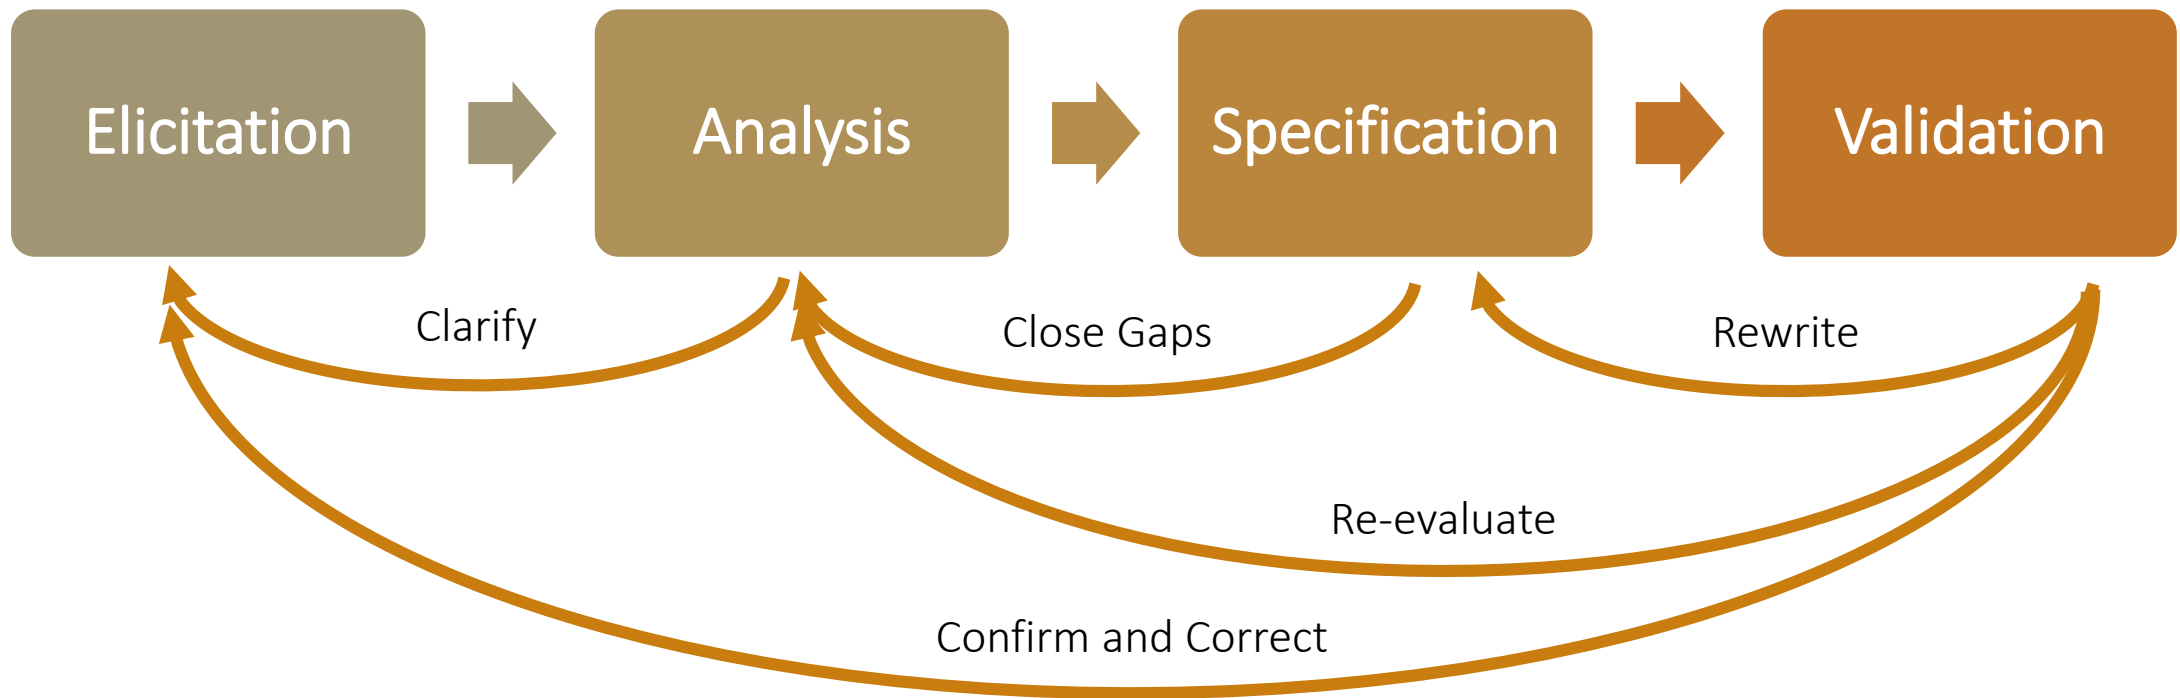 Elicitation
Analysis
Specification
Validation
Clarify
Close Gaps
Rewrite
Re-evaluate
Confirm and Correct